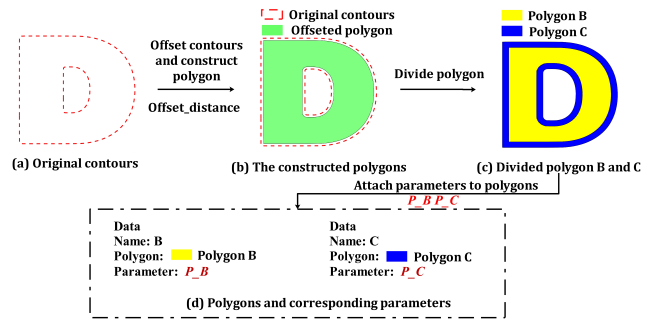 Offset contours
and construct
polygon
Offset_distance
(a) Original contours
Original contours
Offseted polygon
(b) The constructed polygons
Divide polygon
Polygon B
Polygon C
(c) Divided polygon B and C
Attach parameters to polygons
P_B P_C
Data
Name: B
Polygon: Polygon B
Parameter: P_B
Data
Name: C
Polygon: Polygon C
Parameter: P_C
(d) Polygons and corresponding parameters